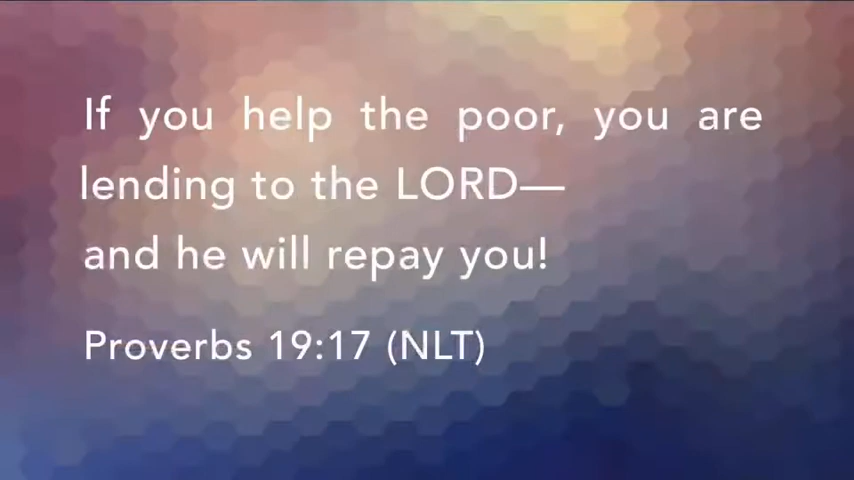 If you help the poor, you are
lending to the LORD—
and he will repay you!
Proverbs 19:17 (NLT)